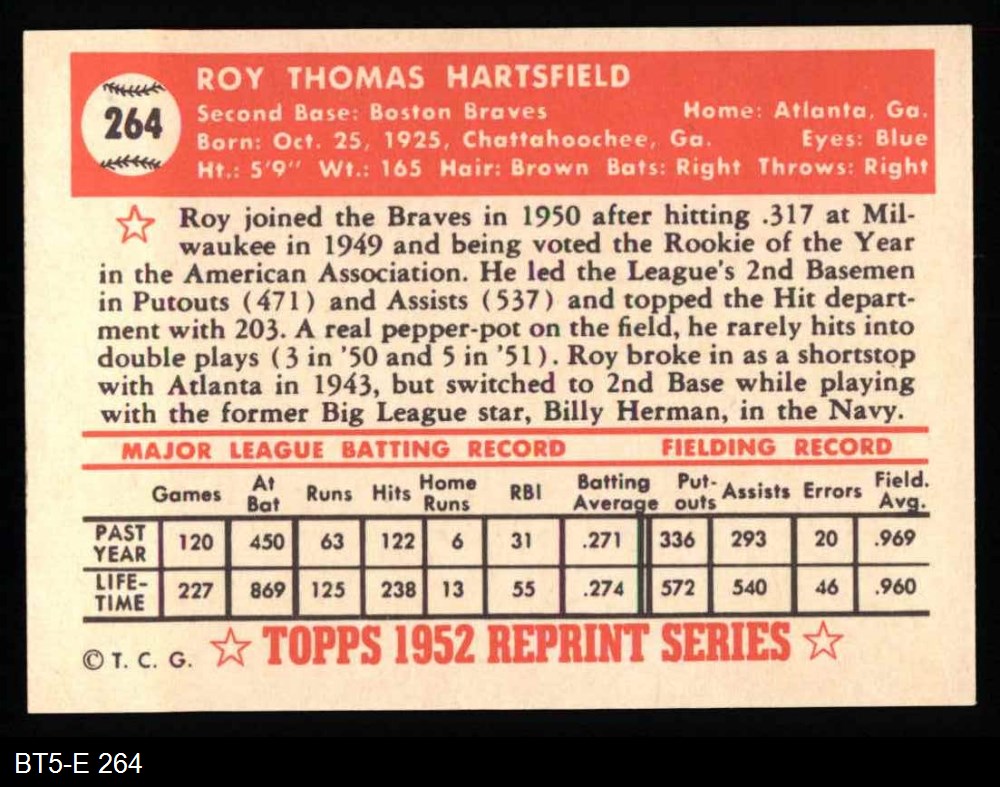 264
ROY THOMAS HARTSFIELD
Second Base: Boston Braves Home: Atlanta, Ga.
Born: Oct. 25, 1925, Chattahoochee, Ga. Eyes: Blue
Ht.: 5'9" Wt.: 165 Hair: Brown Bats: Right Throws: Right
Roy joined the Braves in 1950 after hitting .317 at Mil-
waukee in 1949 and being voted the Rookie of the Year
in the American Association. He led the League's 2nd Basemen
in Putouts (471) and Assists (537) and topped the Hit depart-
ment with 203. A real pepper-pot on the field, he rarely hits into
double plays (3 in '50 and 5 in '51). Roy broke in as a shortstop
with Atlanta in 1943, but switched to 2nd Base while playing
with the former Big League star, Billy Herman, in the Navy.
MAJOR LEAGUE BATTING RECORD FIELDING RECORD
Games At Bat Runs Hits Home Runs RBI Batting Average Put-outs Assists Errors Field. Avg.
PAST YEAR 120 450 63 122 6 31 .271 336 293 20 .969
LIFE-TIME 227 869 125 238 13 55 .274 572 540 46 .960
© T. C. G. TOPPS 1952 REPRINT SERIES
BT5-E 264